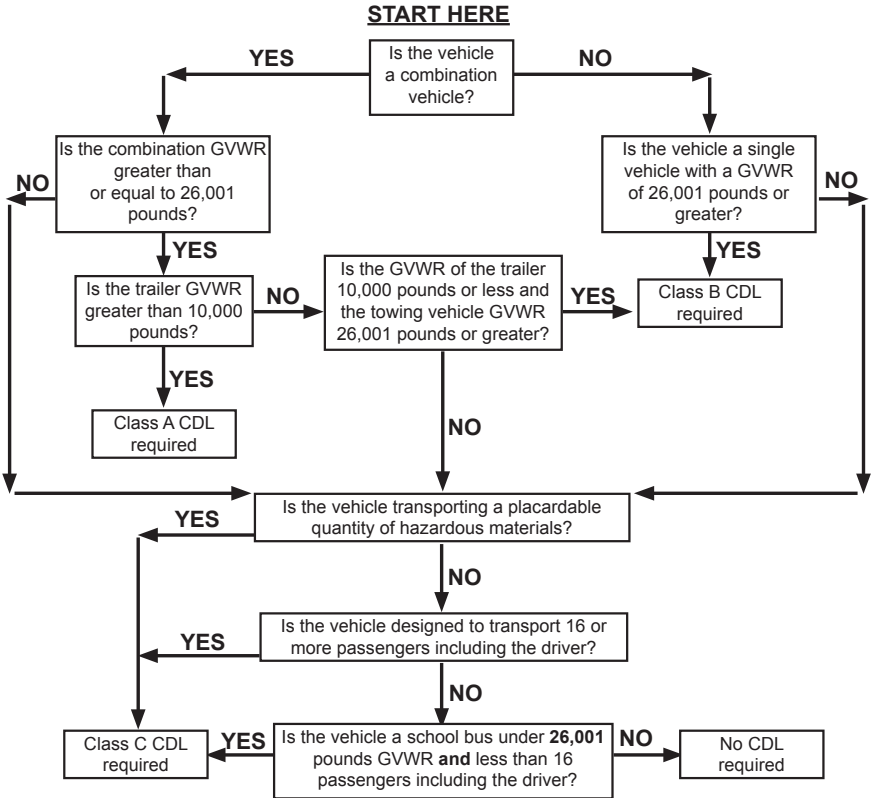 START HERE
Is the vehicle
a combination
vehicle?
YES
NO
Is the combination GVWR
greater than
or equal to 26,001
pounds?
NO
YES
Is the vehicle a single
vehicle with a GVWR
of 26,001 pounds or
greater?
NO
YES
Is the trailer GVWR
greater than 10,000
pounds?
NO
YES
Is the GVWR of the trailer
10,000 pounds or less and
the towing vehicle GVWR
26,001 pounds or greater?
YES
NO
Class B CDL
required
Class A CDL
required
Is the vehicle transporting a placardable
quantity of hazardous materials?
YES
NO
Is the vehicle designed to transport 16 or
more passengers including the driver?
YES
NO
Is the vehicle a school bus under 26,001
pounds GVWR and less than 16
passengers including the driver?
YES
NO
Class C CDL
required
No CDL
required